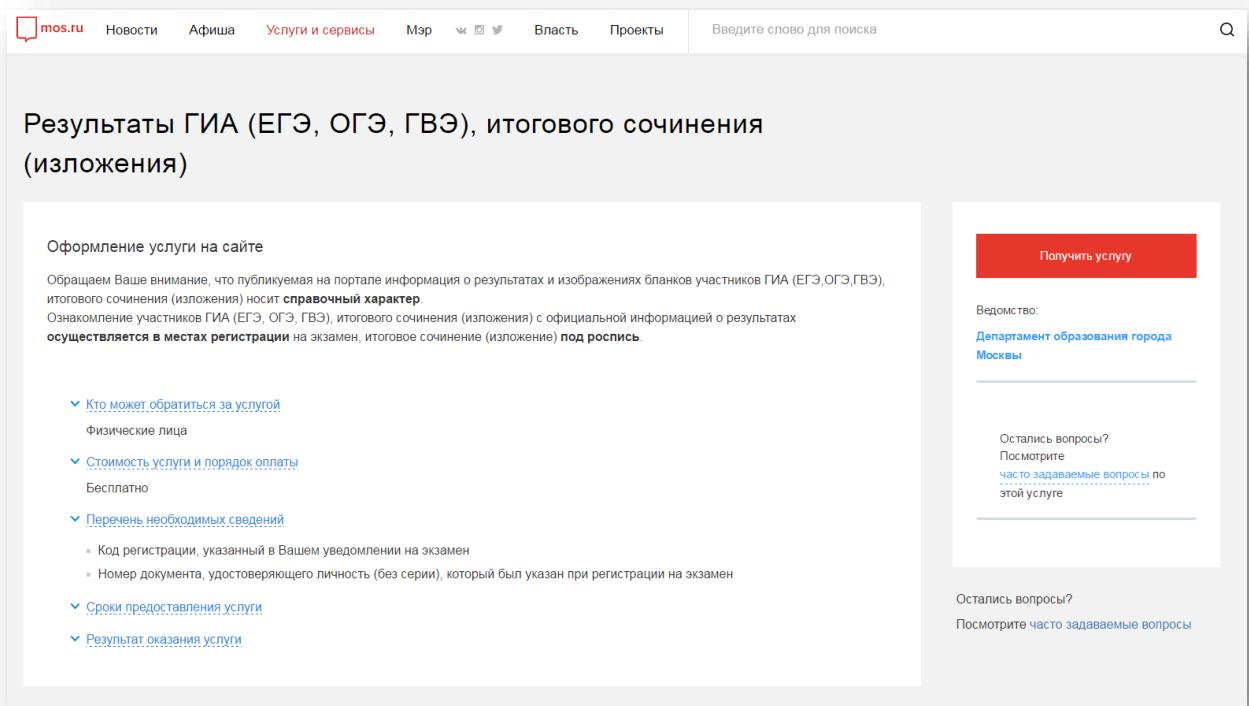 mos.ru Новости Афиша Услуги и сервисы Мэр Власть Проекты Введите слово для поиска
Результаты ГИА (ЕГЭ, ОГЭ, ГВЭ), итогового сочинения
(изложения)
Оформление услуги на сайте
Обращаем Ваше внимание, что публикуемая на портале информация о результатах и изображениях бланков участников ГИА (ЕГЭ,ОГЭ,ГВЭ),
итогового сочинения (изложения) носит справочный характер.
Ознакомление участников ГИА (ЕГЭ, ОГЭ, ГВЭ), итогового сочинения (изложения) с официальной информацией о результатах
осуществляется в местах регистрации на экзамен, итоговое сочинение (изложение) под роспись.
Кто может обратиться за услугой
Физические лица
Стоимость услуги и порядок оплаты
Бесплатно
Перечень необходимых сведений
Код регистрации, указанный в Вашем уведомлении на экзамен
Номер документа, удостоверяющего личность (без серии), который был указан при регистрации на экзамен
Сроки предоставления услуги
Результат оказания услуги
Получить услугу
Ведомство:
Департамент образования города
Москвы
Остались вопросы?
Посмотрите
часто задаваемые вопросы по
этой услуге
Остались вопросы?
Посмотрите часто задаваемые вопросы